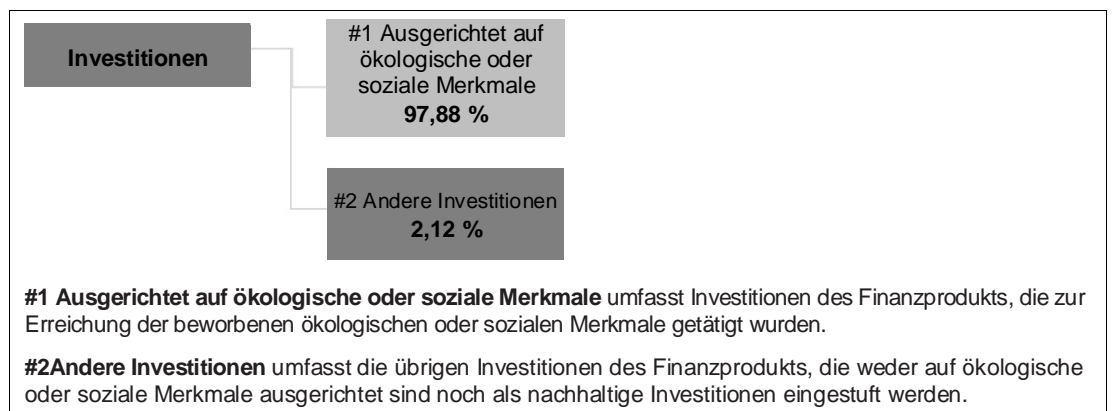 Investitionen
#1 Ausgerichtet auf
ökologische oder
soziale Merkmale
97,88 %
#2 Andere Investitionen
2,12 %
#1 Ausgerichtet auf ökologische oder soziale Merkmale umfasst Investitionen des Finanzprodukts, die zur
Erreichung der beworbenen ökologischen oder sozialen Merkmale getätigt wurden.
#2Andere Investitionen umfasst die übrigen Investitionen des Finanzprodukts, die weder auf ökologische
oder soziale Merkmale ausgerichtet sind noch als nachhaltige Investitionen eingestuft werden.